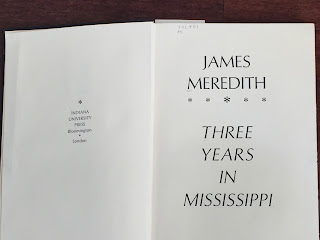 INDIANA
UNIVERSITY
PRESS
Bloomington
London
JAMES
MEREDITH
THREE
YEARS
IN
MISSISSIPPI